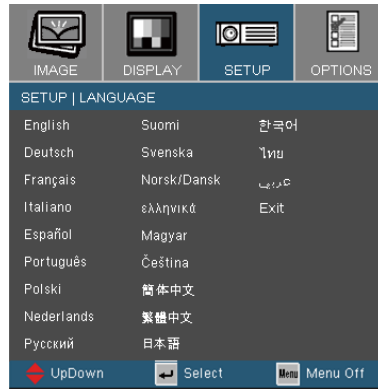 IMAGE DISPLAY SETUP OPTIONS
SETUP | LANGUAGE
English Suomi 한국어
Deutsch Svenska ไทย
Français Norsk/Dansk عربي
Italiano ελληνικά Exit
Español Magyar
Português Čeština
Polski 簡体中文
Nederlands 繁體中文
Русский 日本語
UpDown Select Menu Menu Off